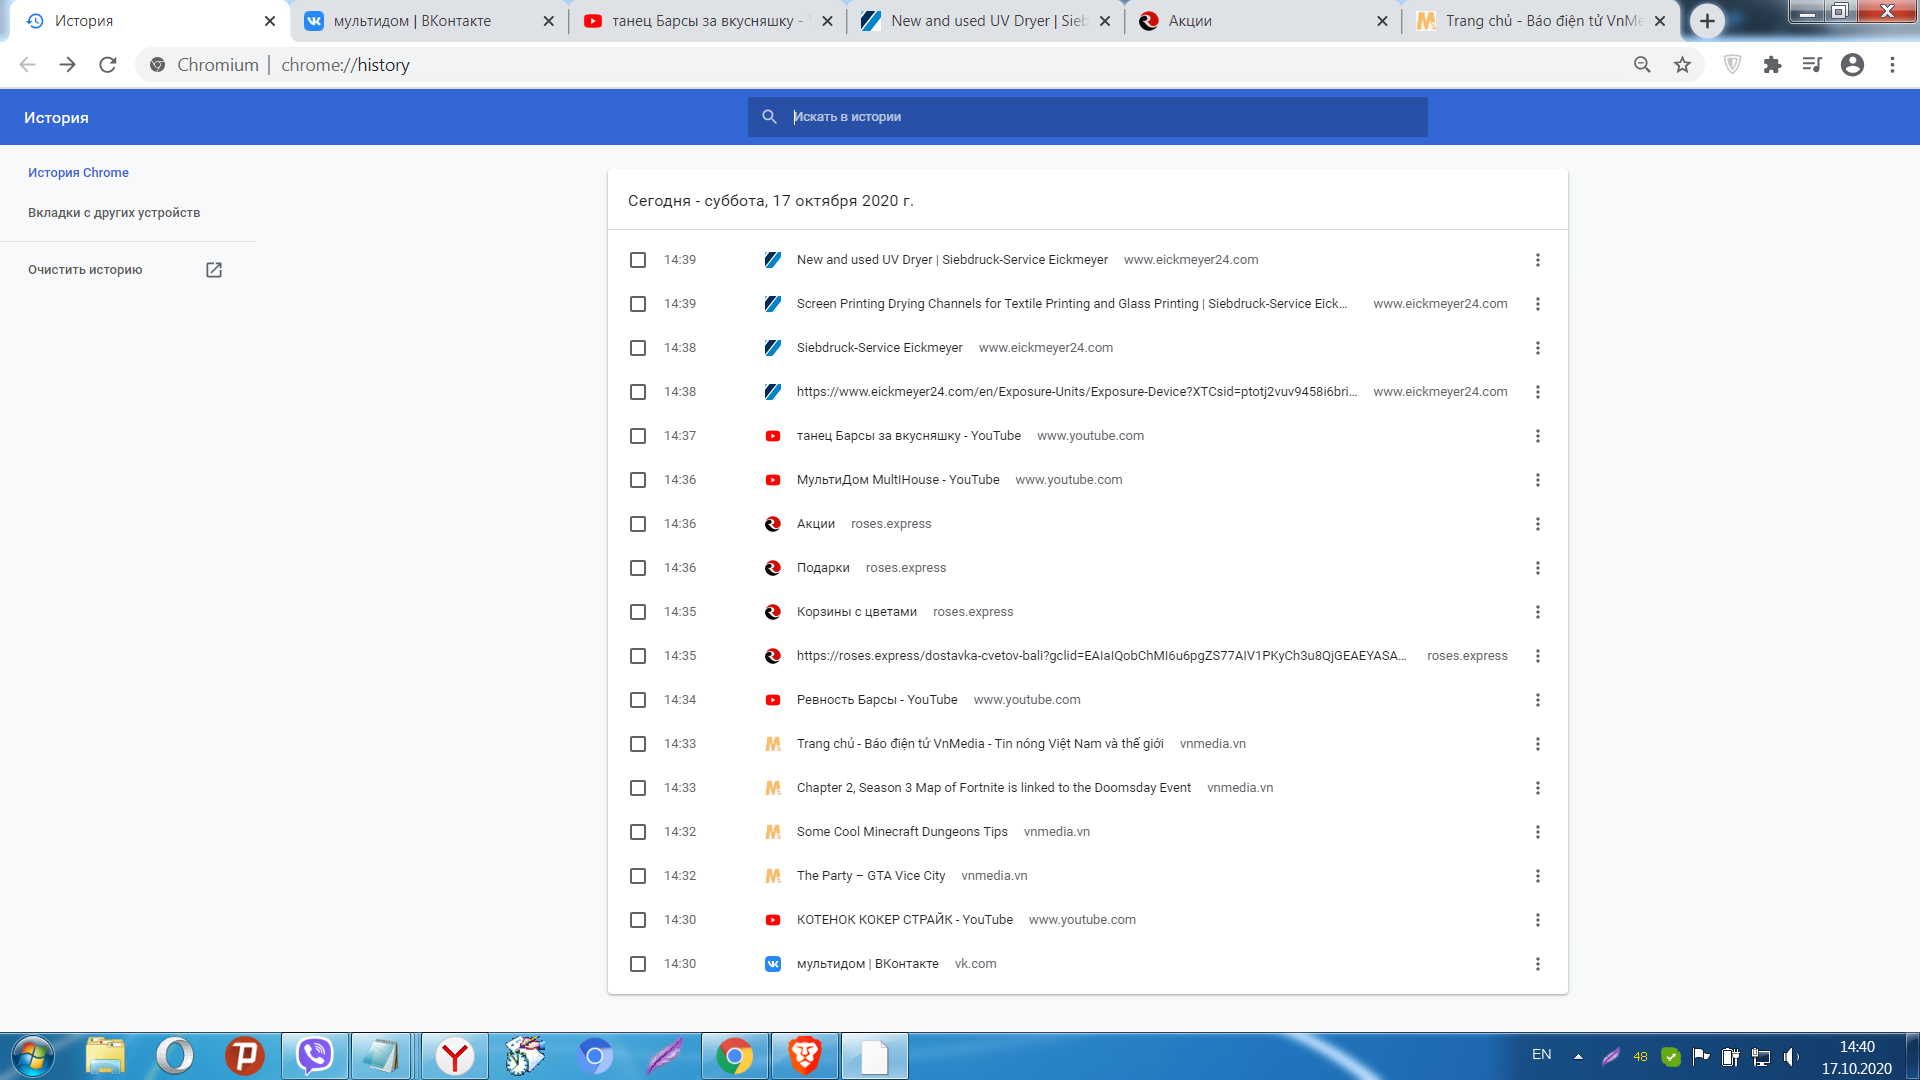 История
мультидом | ВКонтакте
танец Барсы за вкусняшку -
New and used UV Dryer | Sieb
Акции
Trang chủ - Báo điện tử VnMe
Chromium | chrome://history
История
Искать в истории
История Chrome
Вкладки с других устройств
Очистить историю
Сегодня - суббота, 17 октября 2020 г.
14:39 New and used UV Dryer | Siebdruck-Service Eickmeyer www.eickmeyer24.com
14:39 Screen Printing Drying Channels for Textile Printing and Glass Printing | Siebdruck-Service Eick... www.eickmeyer24.com
14:38 Siebdruck-Service Eickmeyer www.eickmeyer24.com
14:38 https://www.eickmeyer24.com/en/Exposure-Units/Exposure-Device?XTCsid=ptotj2vuv9458i6bri... www.eickmeyer24.com
14:37 танец Барсы за вкусняшку - YouTube www.youtube.com
14:36 МультиДом MultIHouse - YouTube www.youtube.com
14:36 Акции roses.express
14:36 Подарки roses.express
14:35 Корзины с цветами roses.express
14:35 https://roses.express/dostavka-cvetov-bali?gclid=EAIaIQobChMI6u6pgZS77AIV1PKyCh3u8QjGEAEYASA... roses.express
14:34 Ревность Барсы - YouTube www.youtube.com
14:33 Trang chủ - Báo điện tử VnMedia - Tin nóng Việt Nam và thế giới vnmedia.vn
14:33 Chapter 2, Season 3 Map of Fortnite is linked to the Doomsday Event vnmedia.vn
14:32 Some Cool Minecraft Dungeons Tips vnmedia.vn
14:32 The Party – GTA Vice City vnmedia.vn
14:30 КОТЕНОК КОКЕР СТРАЙК - YouTube www.youtube.com
14:30 мультидом | ВКонтакте vk.com
EN
48
14:40
17.10.2020